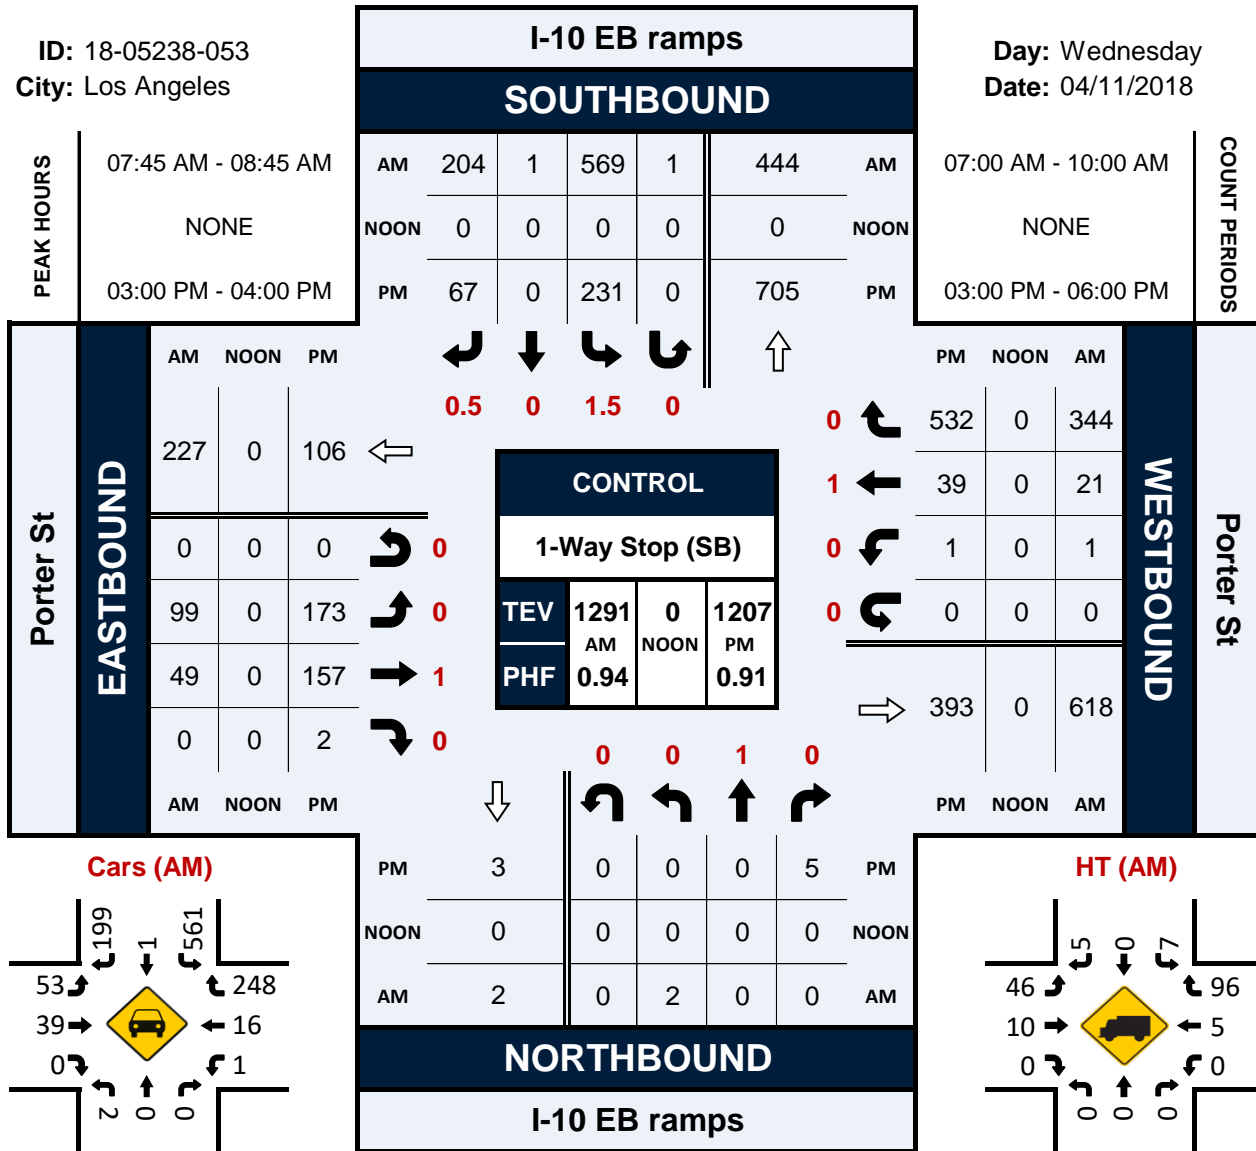 I-10 EB ramps
SOUTHBOUND
ID: 18-05238-053
City: Los Angeles
Day: Wednesday
Date: 04/11/2018
PEAK HOURS
07:45 AM - 08:45 AM
NONE
03:00 PM - 04:00 PM
AM 204 1 569 1 444 AM
NOON 0 0 0 0 0 NOON
PM 67 0 231 0 705 PM
07:00 AM - 10:00 AM
NONE
03:00 PM - 06:00 PM
COUNT PERIODS
0.5 0 1.5 0
Porter St
EASTBOUND
AM NOON PM
227 0 106
0 0 0 0
99 0 173 0
49 0 157 1
0 0 2 0
AM NOON PM
CONTROL
1-Way Stop (SB)
TEV 1291 0 1207
AM NOON PM
PHF 0.94 0.91
PM NOON AM
0 532 0 344
1 39 0 21
0 1 0 1
0 0 0 0
393 0 618
PM NOON AM
WESTBOUND
Porter St
0 0 1 0
PM 3 0 0 0 5 PM
NOON 0 0 0 0 0 NOON
AM 2 0 2 0 0 AM
NORTHBOUND
I-10 EB ramps
Cars (AM)
199 1 561
53 248
39 16
0 1
2 0 0
HT (AM)
5 0 7
46 96
10 5
0 0
0 0 0